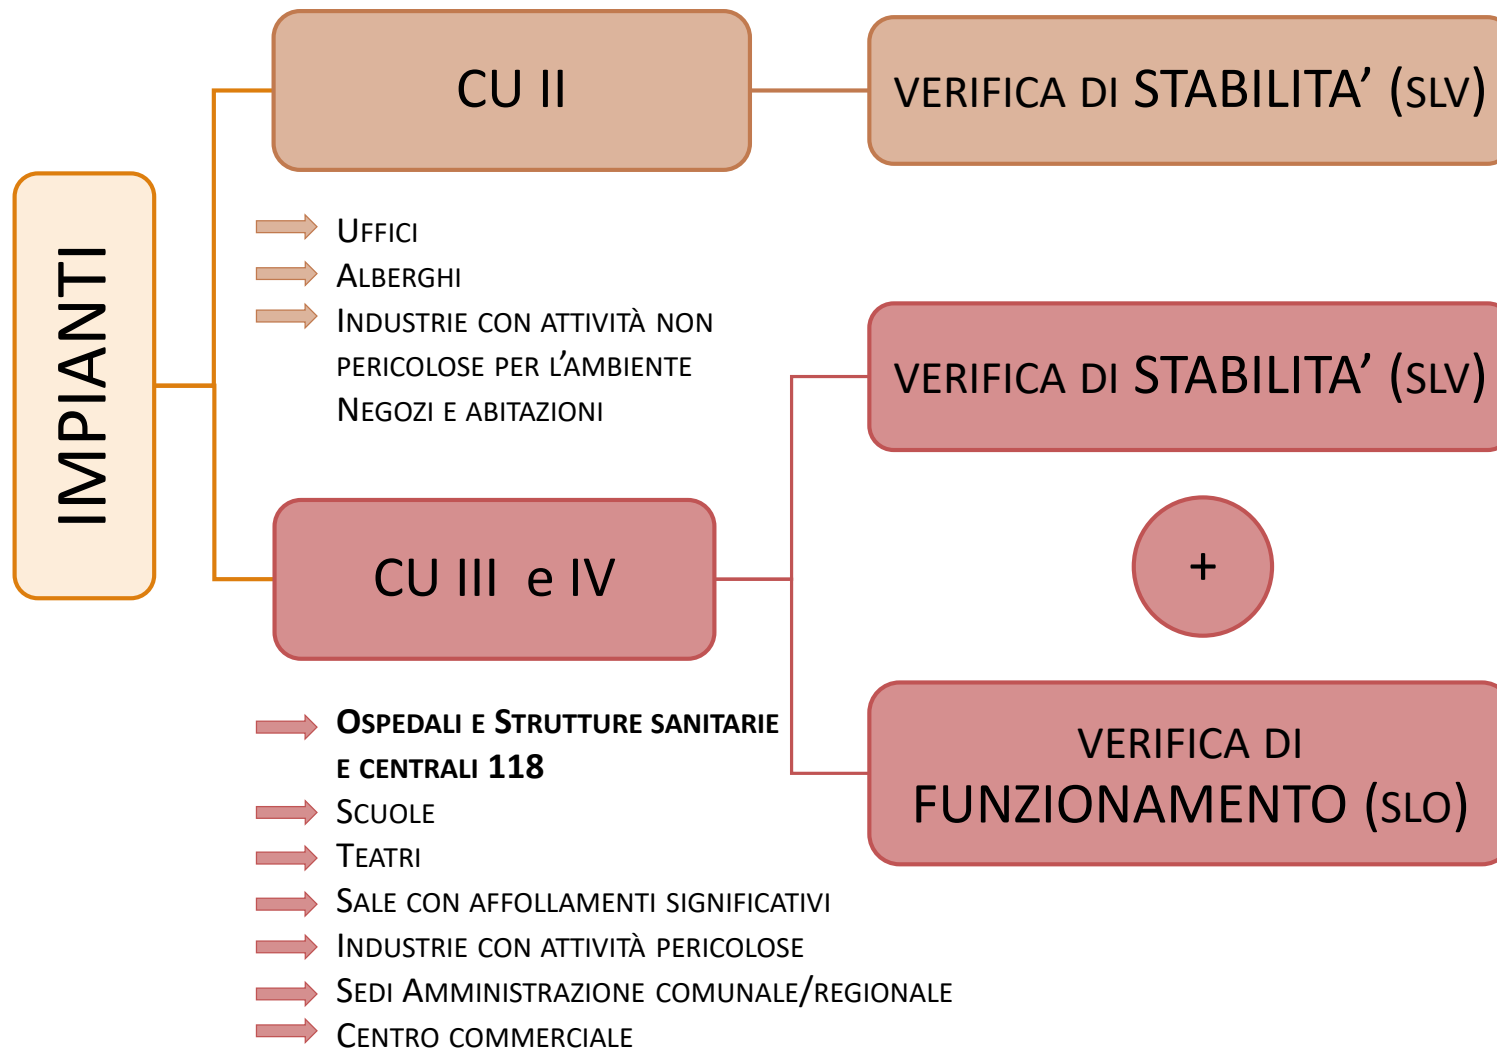 IMPIANTI
CU II
VERIFICA DI STABILITA’ (SLV)
UFFICI
ALBERGHI
INDUSTRIE CON ATTIVITÀ NON
PERICOLOSE PER L’AMBIENTE
NEGOZI E ABITAZIONI
VERIFICA DI STABILITA’ (SLV)
CU III e IV
+
VERIFICA DI
FUNZIONAMENTO (SLO)
OSPEDALI E STRUTTURE SANITARIE
E CENTRALI 118
SCUOLE
TEATRI
SALE CON AFFOLLAMENTI SIGNIFICATIVI
INDUSTRIE CON ATTIVITÀ PERICOLOSE
SEDI AMMINISTRAZIONE COMUNALE/REGIONALE
CENTRO COMMERCIALE